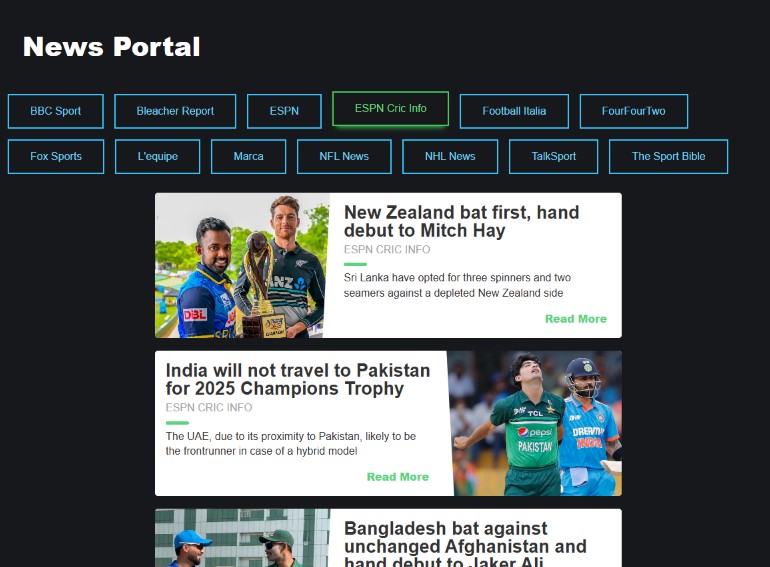 News Portal
BBC Sport
Bleacher Report
ESPN
ESPN Cric Info
Football Italia
FourFourTwo
Fox Sports
L'equipe
Marca
NFL News
NHL News
TalkSport
The Sport Bible
New Zealand bat first, hand
debut to Mitch Hay
ESPN CRIC INFO
Sri Lanka have opted for three spinners and two
seamers against a depleted New Zealand side
Read More
DBL
ANZ
India will not travel to Pakistan
for 2025 Champions Trophy
ESPN CRIC INFO
The UAE, due to its proximity to Pakistan, likely to be
the frontrunner in case of a hybrid model
Read More
TCL
pepsi
PAKISTAN
DREAM11
INDIA
Bangladesh bat against
unchanged Afghanistan and
hand debut to Jaker Ali